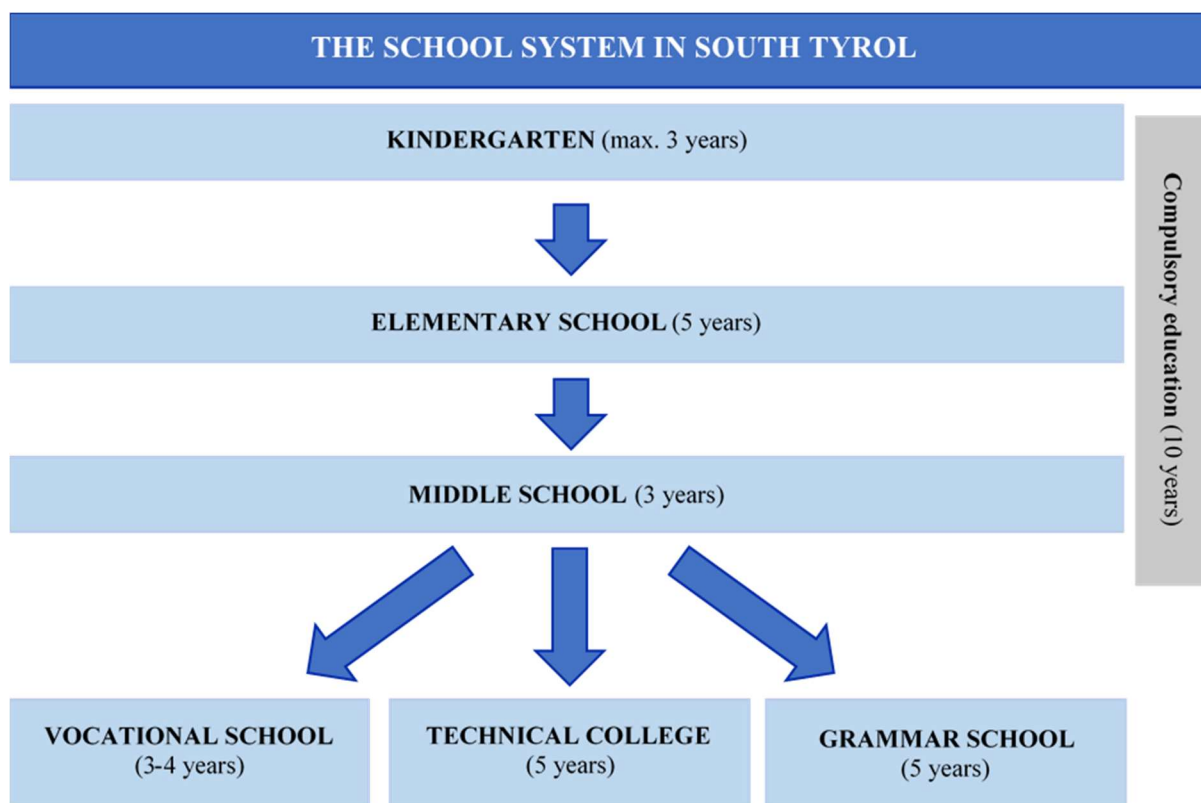 THE SCHOOL SYSTEM IN SOUTH TYROL
KINDERGARTEN (max. 3 years)
ELEMENTARY SCHOOL (5 years)
MIDDLE SCHOOL (3 years)
Compulsory education (10 years)
VOCATIONAL SCHOOL
(3-4 years)
TECHNICAL COLLEGE
(5 years)
GRAMMAR SCHOOL
(5 years)